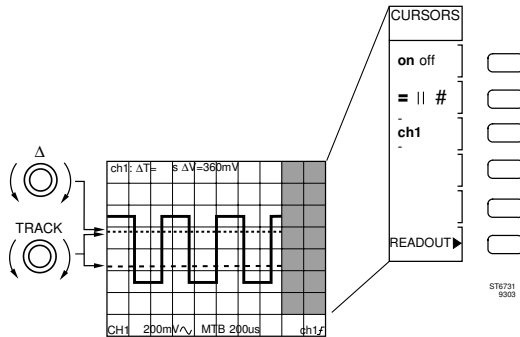 CURSORS
on off
= || #
ch1
READOUT
Δ
TRACK
ch1: ΔT= s ΔV=360mV
CH1 200mV MTB 200us ch1
ST6731
9303